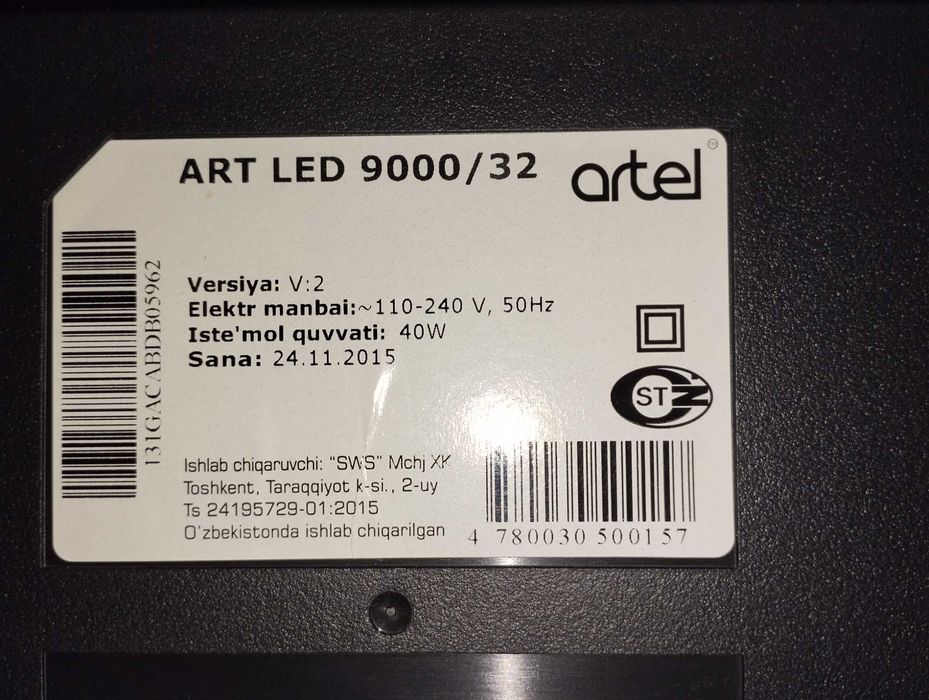 ART LED 9000/32
artel
Versiya: V:2
Elektr manbai:~110-240 V, 50Hz
Iste'mol quvvati: 40W
Sana: 24.11.2015
131GACABDB05962
ST
Ishlab chiqaruvchi: "SWS" Mchj XK
Toshkent, Taraqqiyot k-si., 2-uy
Ts 24195729-01:2015
O'zbekistonda ishlab chiqarilgan
4 780030 500157